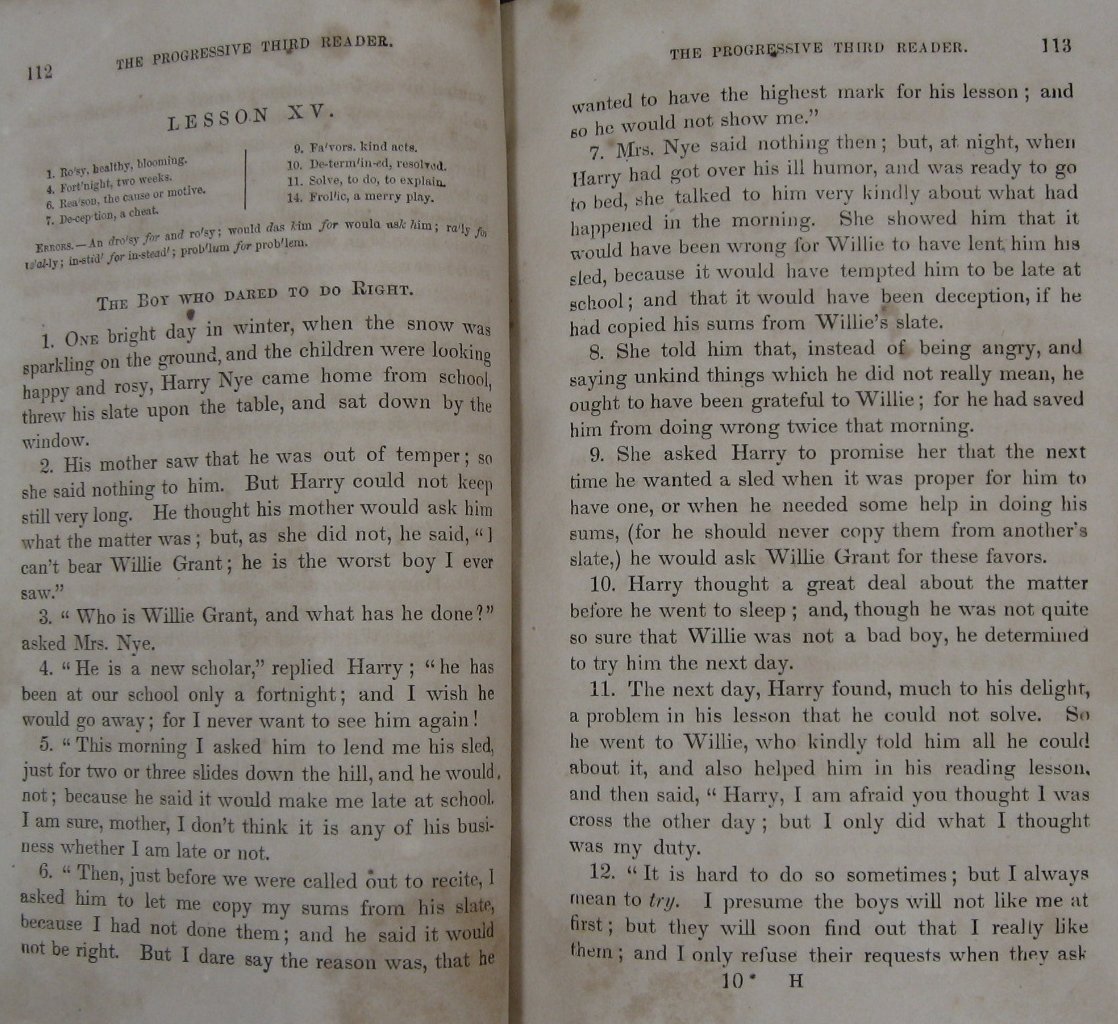 112
THE PROGRESSIVE THIRD READER.
LESSON XV.
1. Ro'sy, healthy, blooming.
4. Fort'night, two weeks.
6. Rea'son, the cause or motive.
7. De-cep'tion, a cheat.
9. Fa'vors, kind acts.
10. De-term'in-ed, resolved.
11. Solve, to do, to explain.
14. Frol'ic, a merry play.
ERRORS.—An dro'sy for and ro'sy; would das kim for would ask him; ra'ly for
re'al-ly; in-stid' for in-stead'; prob'lum for prob'lem.
THE BOY WHO DARED TO DO RIGHT.
1. ONE bright day in winter, when the snow was
sparkling on the ground, and the children were looking
happy and rosy, Harry Nye came home from school,
threw his slate upon the table, and sat down by the
window.
2. His mother saw that he was out of temper; so
she said nothing to him. But Harry could not keep
still very long. He thought his mother would ask him
what the matter was; but, as she did not, he said, "I
can't bear Willie Grant; he is the worst boy I ever
saw."
3. "Who is Willie Grant, and what has he done?"
asked Mrs. Nye.
4. "He is a new scholar," replied Harry; "he has
been at our school only a fortnight; and I wish he
would go away; for I never want to see him again!
5. "This morning I asked him to lend me his sled,
just for two or three slides down the hill, and he would
not; because he said it would make me late at school.
I am sure, mother, I don't think it is any of his busi-
ness whether I am late or not.
6. "Then, just before we were called out to recite, I
asked him to let me copy my sums from his slate,
because I had not done them; and he said it would
not be right. But I dare say the reason was, that he
THE PROGRESSIVE THIRD READER.
113
wanted to have the highest mark for his lesson; and
so he would not show me."
7. Mrs. Nye said nothing then; but, at night, when
Harry had got over his ill humor, and was ready to go
to bed, she talked to him very kindly about what had
happened in the morning. She showed him that it
would have been wrong for Willie to have lent him his
sled, because it would have tempted him to be late at
school; and that it would have been deception, if he
had copied his sums from Willie's slate.
8. She told him that, instead of being angry, and
saying unkind things which he did not really mean, he
ought to have been grateful to Willie; for he had saved
him from doing wrong twice that morning.
9. She asked Harry to promise her that the next
time he wanted a sled when it was proper for him to
have one, or when he needed some help in doing his
sums, (for he should never copy them from another's
slate,) he would ask Willie Grant for these favors.
10. Harry thought a great deal about the matter
before he went to sleep; and, though he was not quite
so sure that Willie was not a bad boy, he determined
to try him the next day.
11. The next day, Harry found, much to his delight,
a problem in his lesson that he could not solve. So
he went to Willie, who kindly told him all he could
about it, and also helped him in his reading lesson,
and then said, "Harry, I am afraid you thought I was
cross the other day; but I only did what I thought
was my duty.
12. "It is hard to do so sometimes; but I always
mean to try. I presume the boys will not like me at
first; but they will soon find out that I really like
them; and I only refuse their requests when they ask
10* H